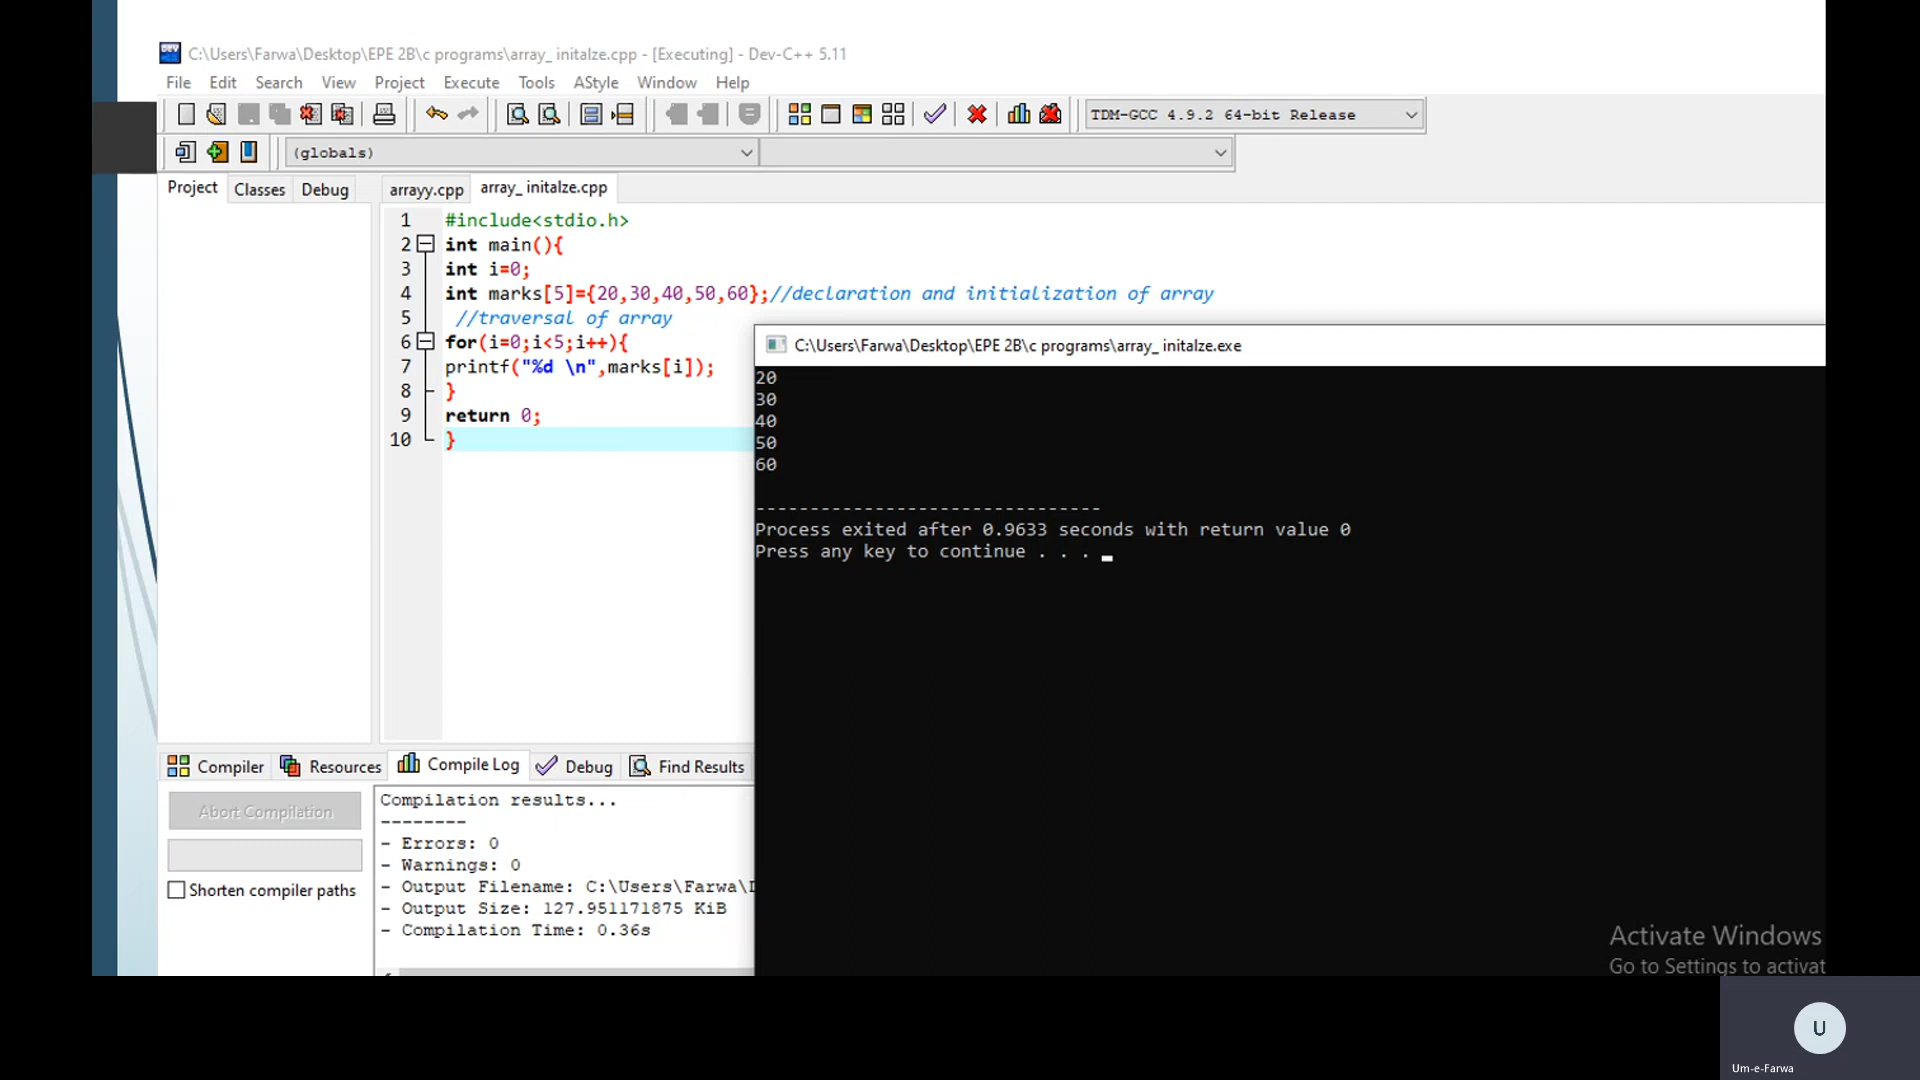 C:\Users\Farwa\Desktop\EPE 2B\c programs\array_ initalze.cpp - [Executing] - Dev-C++ 5.11
File Edit Search View Project Execute Tools AStyle Window Help
TDM-GCC 4.9.2 64-bit Release
(globals)
Project Classes Debug arrayy.cpp array_ initalze.cpp
1 #include<stdio.h>
2 int main(){
3 int i=0;
4 int marks[5]={20,30,40,50,60};//declaration and initialization of array
5 //traversal of array
6 for(i=0;i<5;i++){
7 printf("%d \n",marks[i]);
8 }
9 return 0;
10 }
C:\Users\Farwa\Desktop\EPE 2B\c programs\array_ initalze.exe
20
30
40
50
60
--------------------------------
Process exited after 0.9633 seconds with return value 0
Press any key to continue . . .
Compiler Resources Compile Log Debug Find Results
Abort Compilation
Shorten compiler paths
Compilation results...
--------
- Errors: 0
- Warnings: 0
- Output Filename: C:\Users\Farwa\
- Output Size: 127.951171875 KiB
- Compilation Time: 0.36s
Activate Windows
Go to Settings to activat
U
Um-e-Farwa